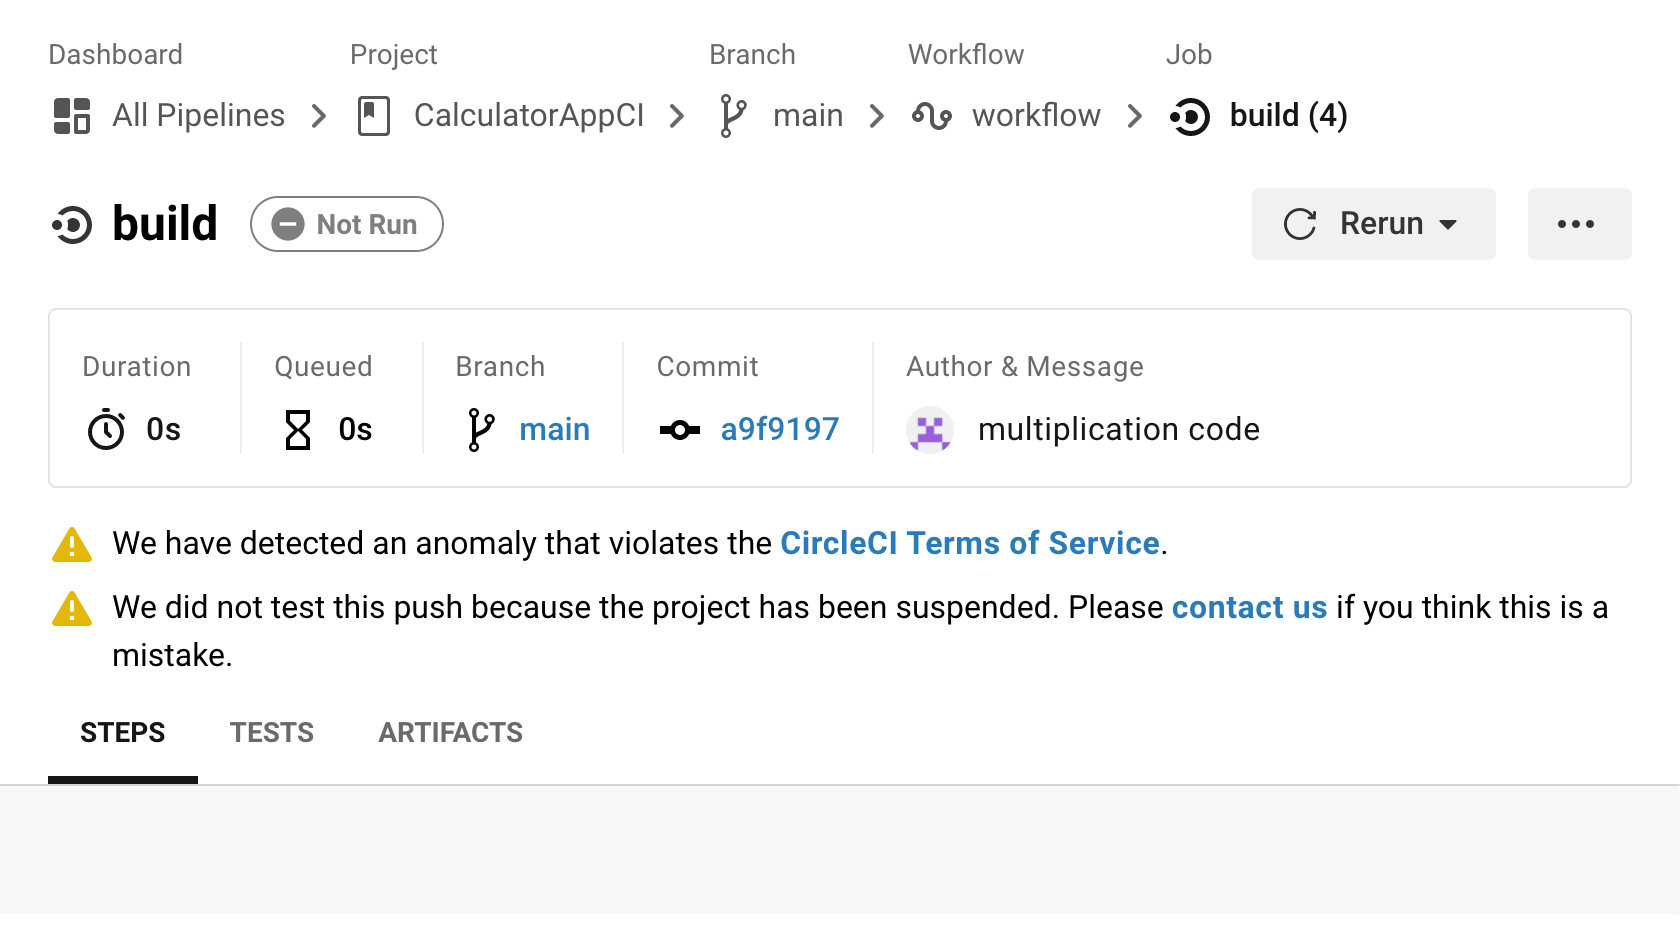 Dashboard Project Branch Workflow Job
All Pipelines CalculatorAppCI main workflow build (4)
build Not Run Rerun
Duration Queued Branch Commit Author & Message
0s 0s main a9f9197 multiplication code
We have detected an anomaly that violates the CircleCI Terms of Service.
We did not test this push because the project has been suspended. Please contact us if you think this is a
mistake.
STEPS TESTS ARTIFACTS